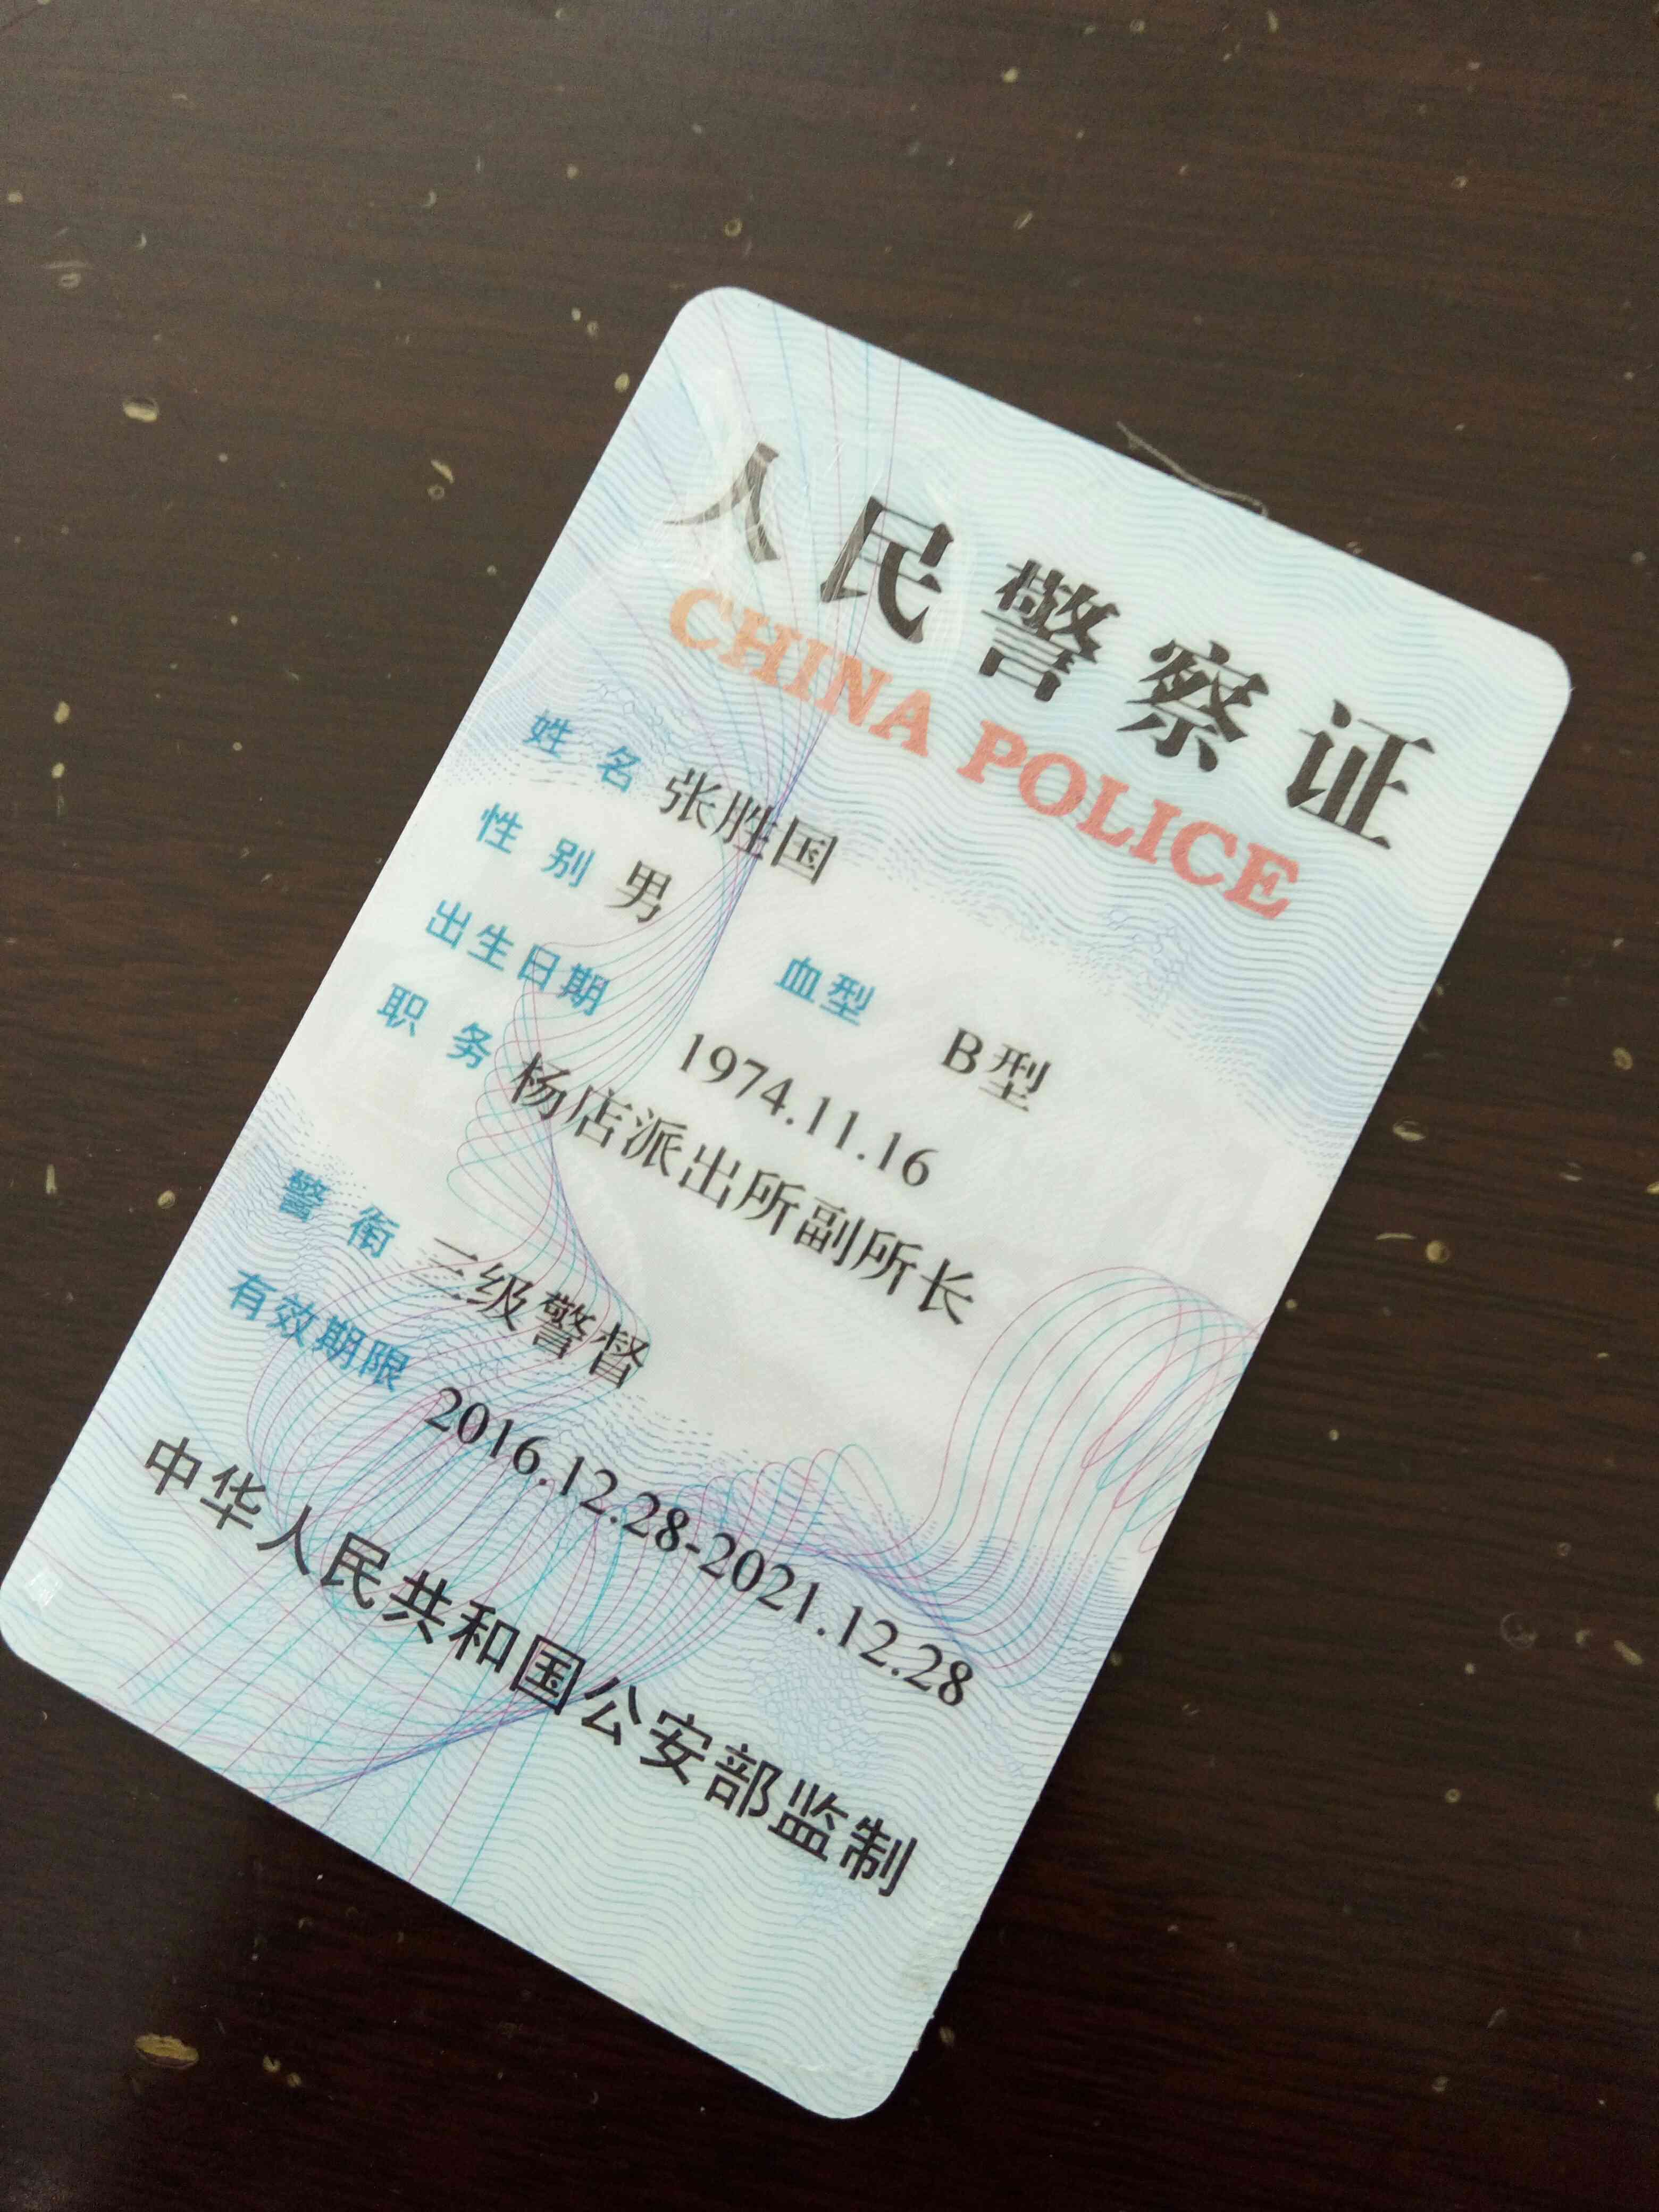 人民警察证
CHINA POLICE
姓名 张胜国
性别 男 血型 B型
出生日期 1974.11.16
职务 杨店派出所副所长
警衔 三级警督
有效期限 2016.12.28-2021.12.28
中华人民共和国公安部监制